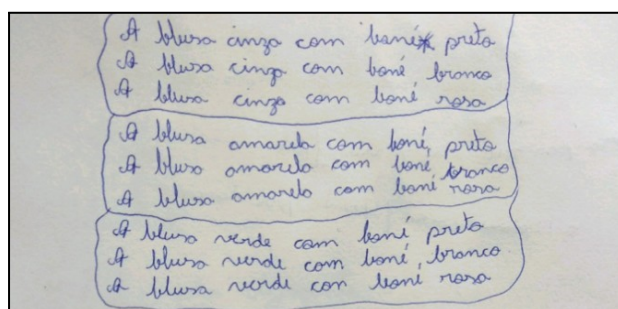 A blusa cinza com boné preto
A blusa cinza com boné branco
A blusa cinza com boné rosa
A blusa amarela com boné preto
A blusa amarela com boné branco
A blusa amarela com boné rosa
A blusa verde com boné preto
A blusa verde com boné branco
A blusa verde com boné rosa